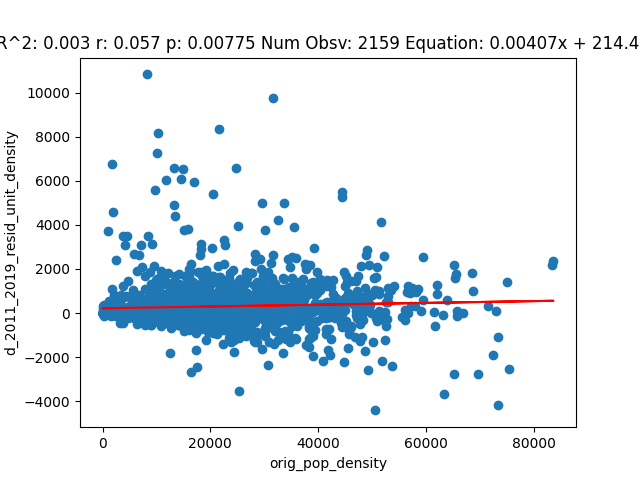 R^2: 0.003 r: 0.057 p: 0.00775 Num Obsv: 2159 Equation: 0.00407x + 214.4
10000
8000
6000
4000
2000
0
−2000
−4000
d_2011_2019_resid_unit_density
0 20000 40000 60000 80000
orig_pop_density